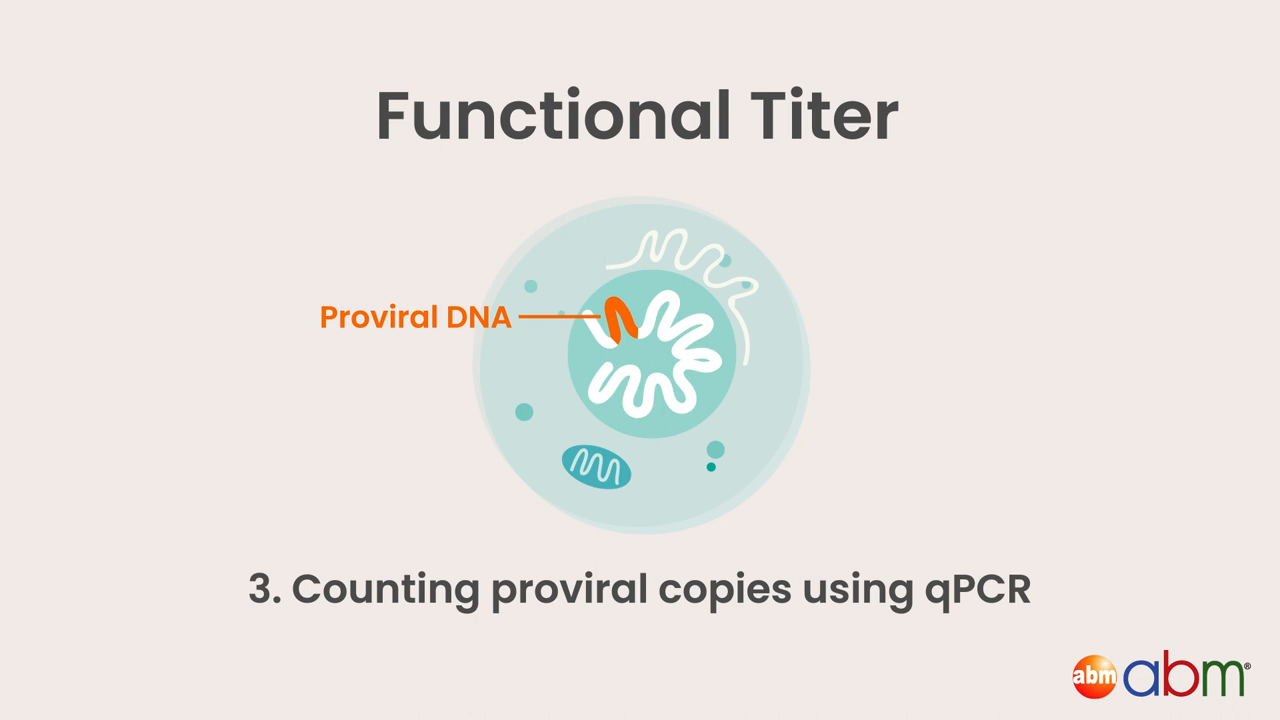 Functional Titer
Proviral DNA
3. Counting proviral copies using qPCR
abm abm®